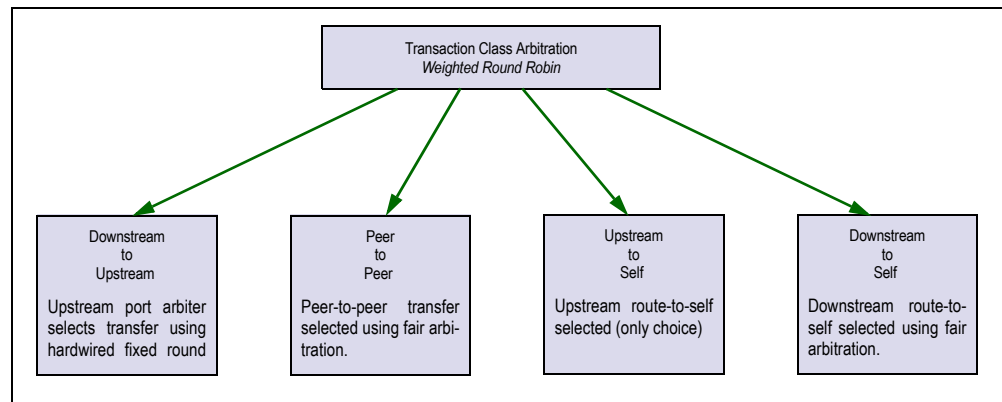 Transaction Class Arbitration
Weighted Round Robin
Downstream
to
Upstream
Upstream port arbiter
selects transfer using
hardwired fixed round
Peer
to
Peer
Peer-to-peer transfer
selected using fair arbi-
tration.
Upstream
to
Self
Upstream route-to-self
selected (only choice)
Downstream
to
Self
Downstream route-to-
self selected using fair
arbitration.